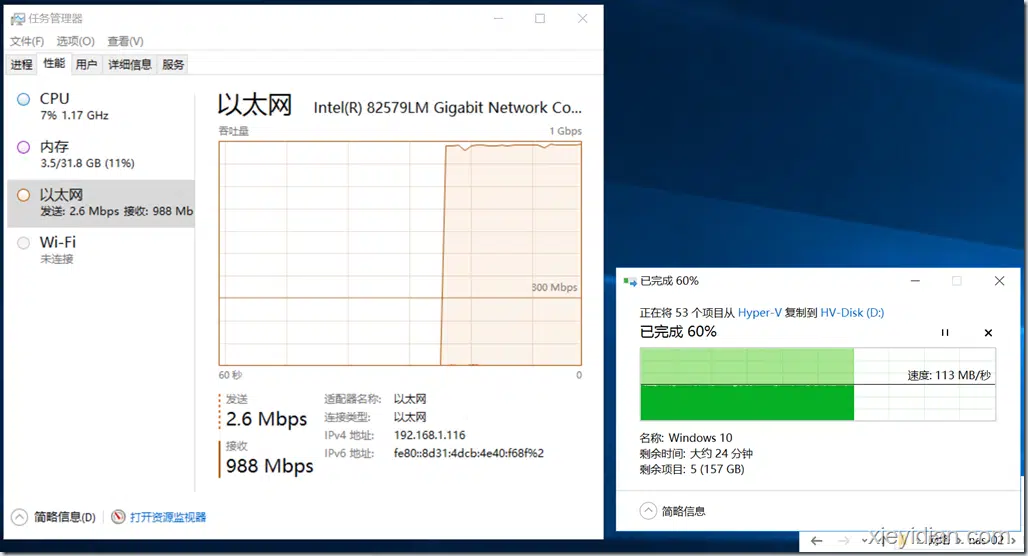 任务管理器
文件(F) 选项(O) 查看(V)
进程 性能 用户 详细信息 服务
CPU
7% 1.17 GHz
内存
3.5/31.8 GB (11%)
以太网
发送: 2.6 Mbps 接收: 988 Mb
Wi-Fi
未连接
以太网 Intel(R) 82579LM Gigabit Network Co...
吞吐量 1 Gbps
300 Mbps
60 秒 0
发送
2.6 Mbps
接收
988 Mbps
适配器名称: 以太网
连接类型: 以太网
IPv4 地址: 192.168.1.116
IPv6 地址: fe80::8d31:4dcb:4e40:f68f%2
简略信息(D) 打开资源监视器
已完成 60%
正在将 53 个项目从 Hyper-V 复制到 HV-Disk (D:)
已完成 60%
速度: 113 MB/秒
名称: Windows 10
剩余时间: 大约 24 分钟
剩余项目: 5 (157 GB)
简略信息
xieyidian.com
网络 nas-02